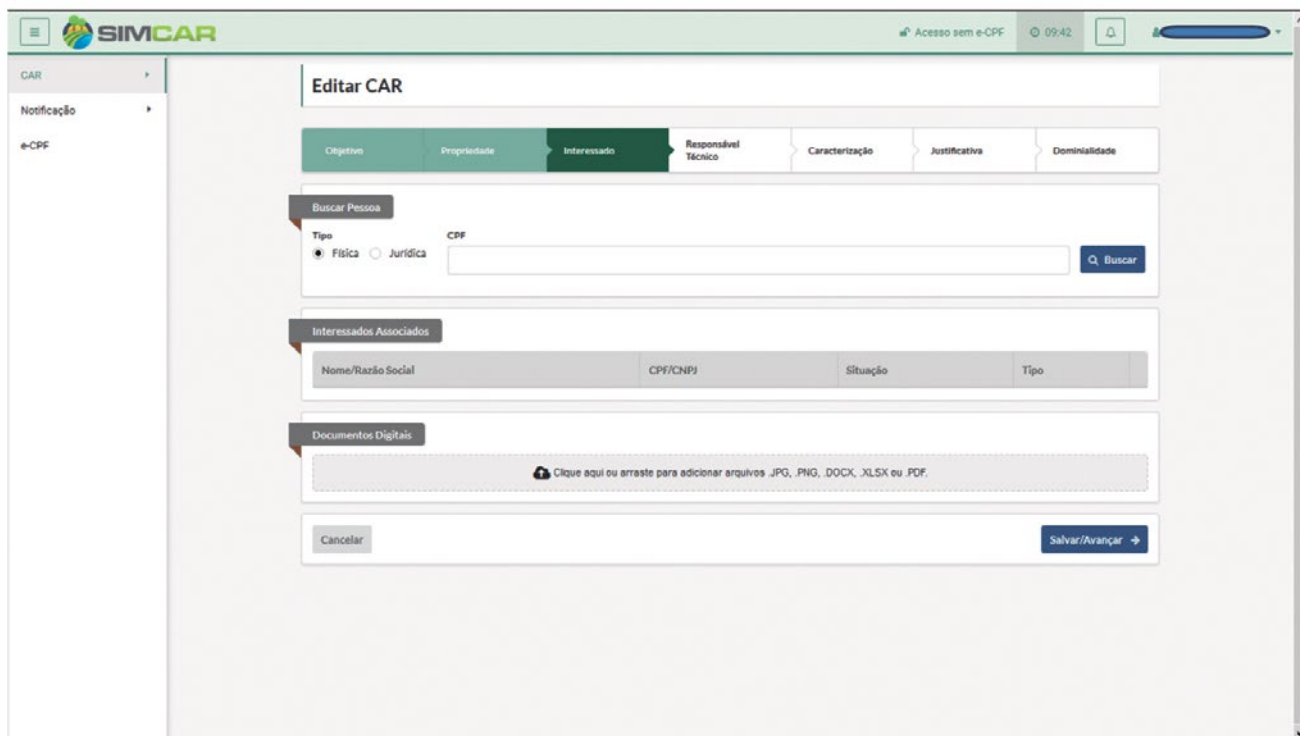 SIMCAR
Acesso sem e-CPF
09:42
CAR
Notificação
e-CPF
Editar CAR
Objetivo
Propriedade
Interessado
Responsável
Técnico
Caracterização
Justificativa
Dominialidade
Buscar Pessoa
Tipo
CPF
Física
Jurídica
Buscar
Interessados Associados
Nome/Razão Social
CPF/CNPJ
Situação
Tipo
Documentos Digitais
Clique aqui ou arraste para adicionar arquivos .JPG, .PNG, .DOCX, .XLSX ou .PDF.
Cancelar
Salvar/Avançar